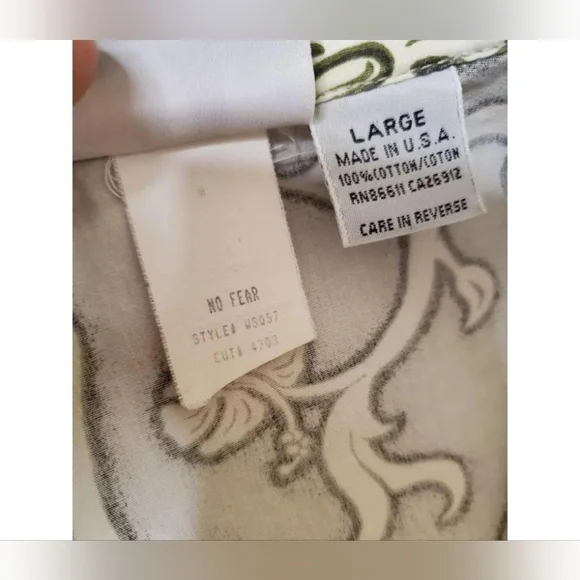 LARGE
MADE IN U.S.A.
100%COTTON/COTON
RN86611 CA26912
CARE IN REVERSE
NO FEAR
STYLE# WS057
CUT# 4703